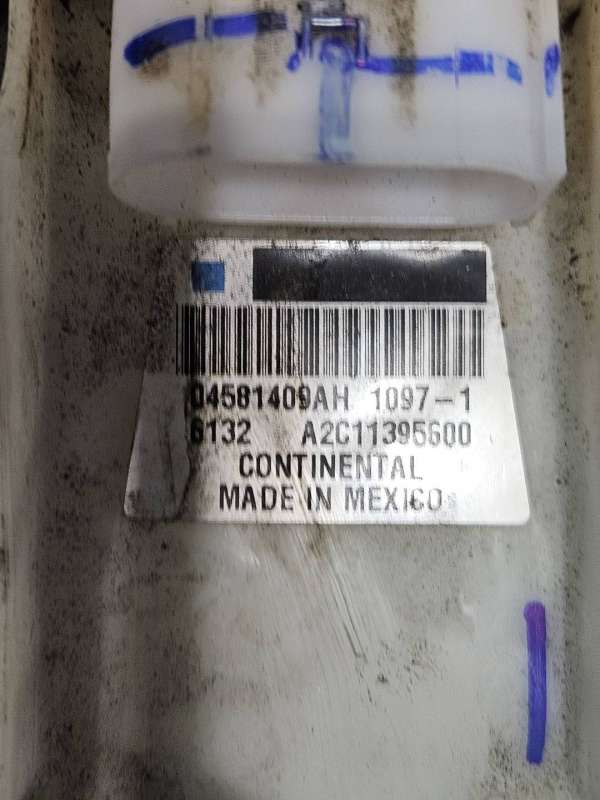 04581409AH 1097-1
6132 A2C11395600
CONTINENTAL
MADE IN MEXICO